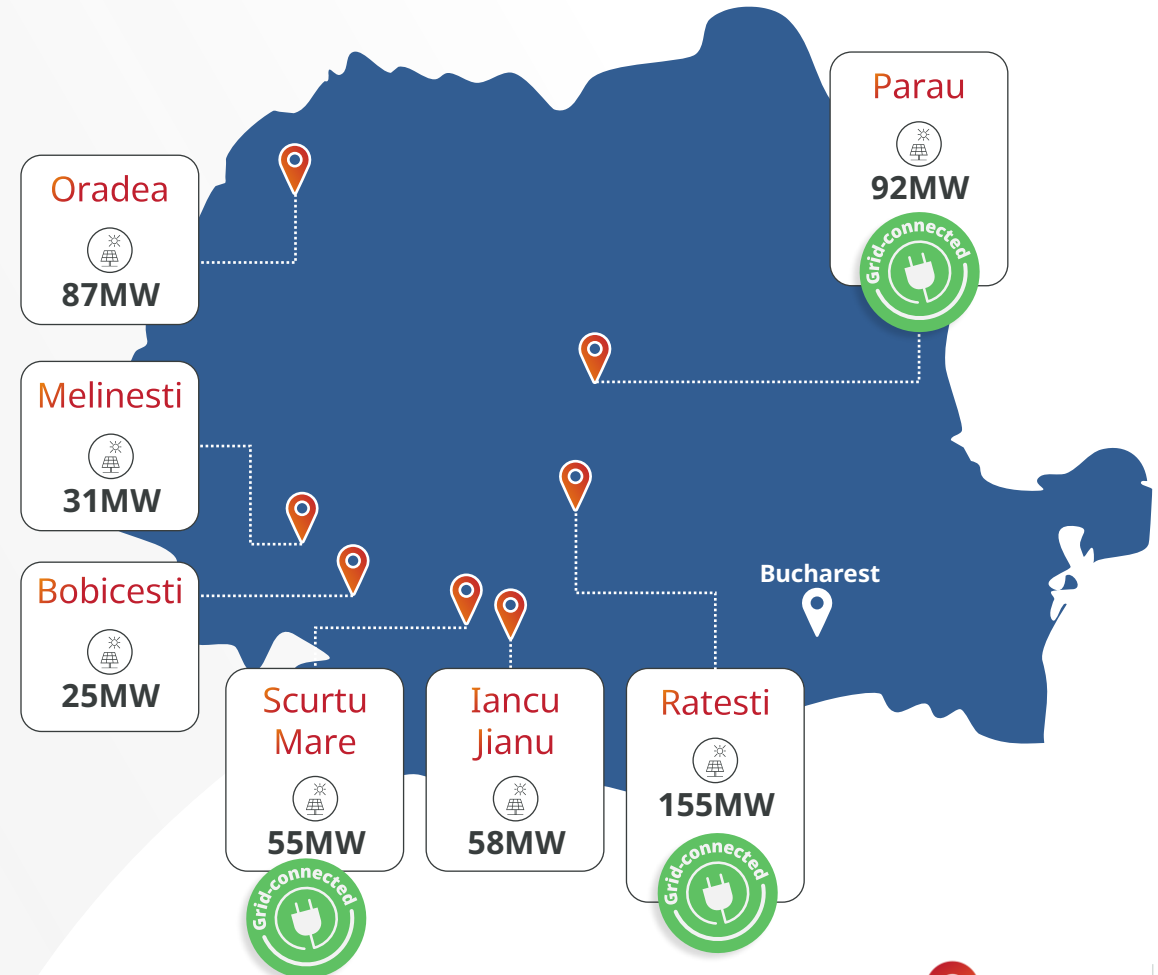 Parau
92MW
Grid-connected
Oradea
87MW
Melinesti
31MW
Bobicesti
25MW
Bucharest
Scurtu
Mare
55MW
Grid-connected
Iancu
Jianu
58MW
Ratesti
155MW
Grid-connected